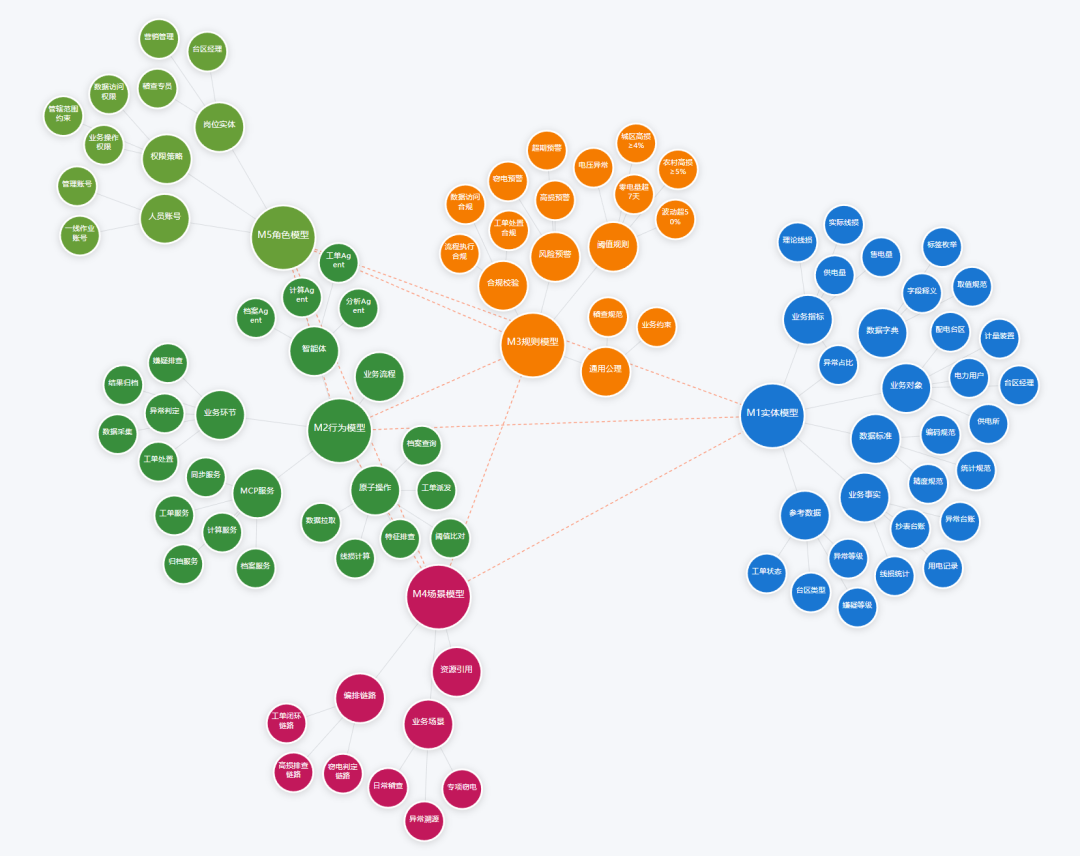 营销管理
台区经理
数据访问
权限
稽查专员
管辖范围
约束
业务操作
权限
岗位实体
权限策略
管理账号
人员账号
一线作业
账号
M5角色模型
工单Ag
ent
计算Ag
ent
分析Ag
ent
档案Ag
ent
智能体
业务流程
嫌疑排查
结果归档
异常判定
业务环节
数据采集
工单处置
M2行为模型
同步服务
MCP服务
工单服务
计算服务
归档服务
档案服务
档案查询
原子操作
工单派发
数据拉取
特征排查
阈值比对
线损计算
超期预警
窃电预警
高损预警
数据访问
合规
工单处置
合规
流程执行
合规
合规校验
风险预警
电压异常
城区高损
≥4%
农村高损
≥5%
零电量超
7天
波动超5
0%
阈值规则
M3规则模型
稽查规范
业务约束
通用公理
实际线损
理论线损
售电量
供电量
业务指标
异常占比
标签枚举
字段释义
取值规范
数据字典
配电台区
计量装置
业务对象
电力用户
台区经理
供电所
M1实体模型
数据标准
编码规范
统计规范
精度规范
业务事实
抄表台账
异常台账
线损统计
用电记录
参考数据
异常等级
工单状态
台区类型
嫌疑等级
M4场景模型
资源引用
编排链路
工单闭环
链路
高损排查
链路
窃电判定
链路
业务场景
日常稽查
专项窃电
异常溯源